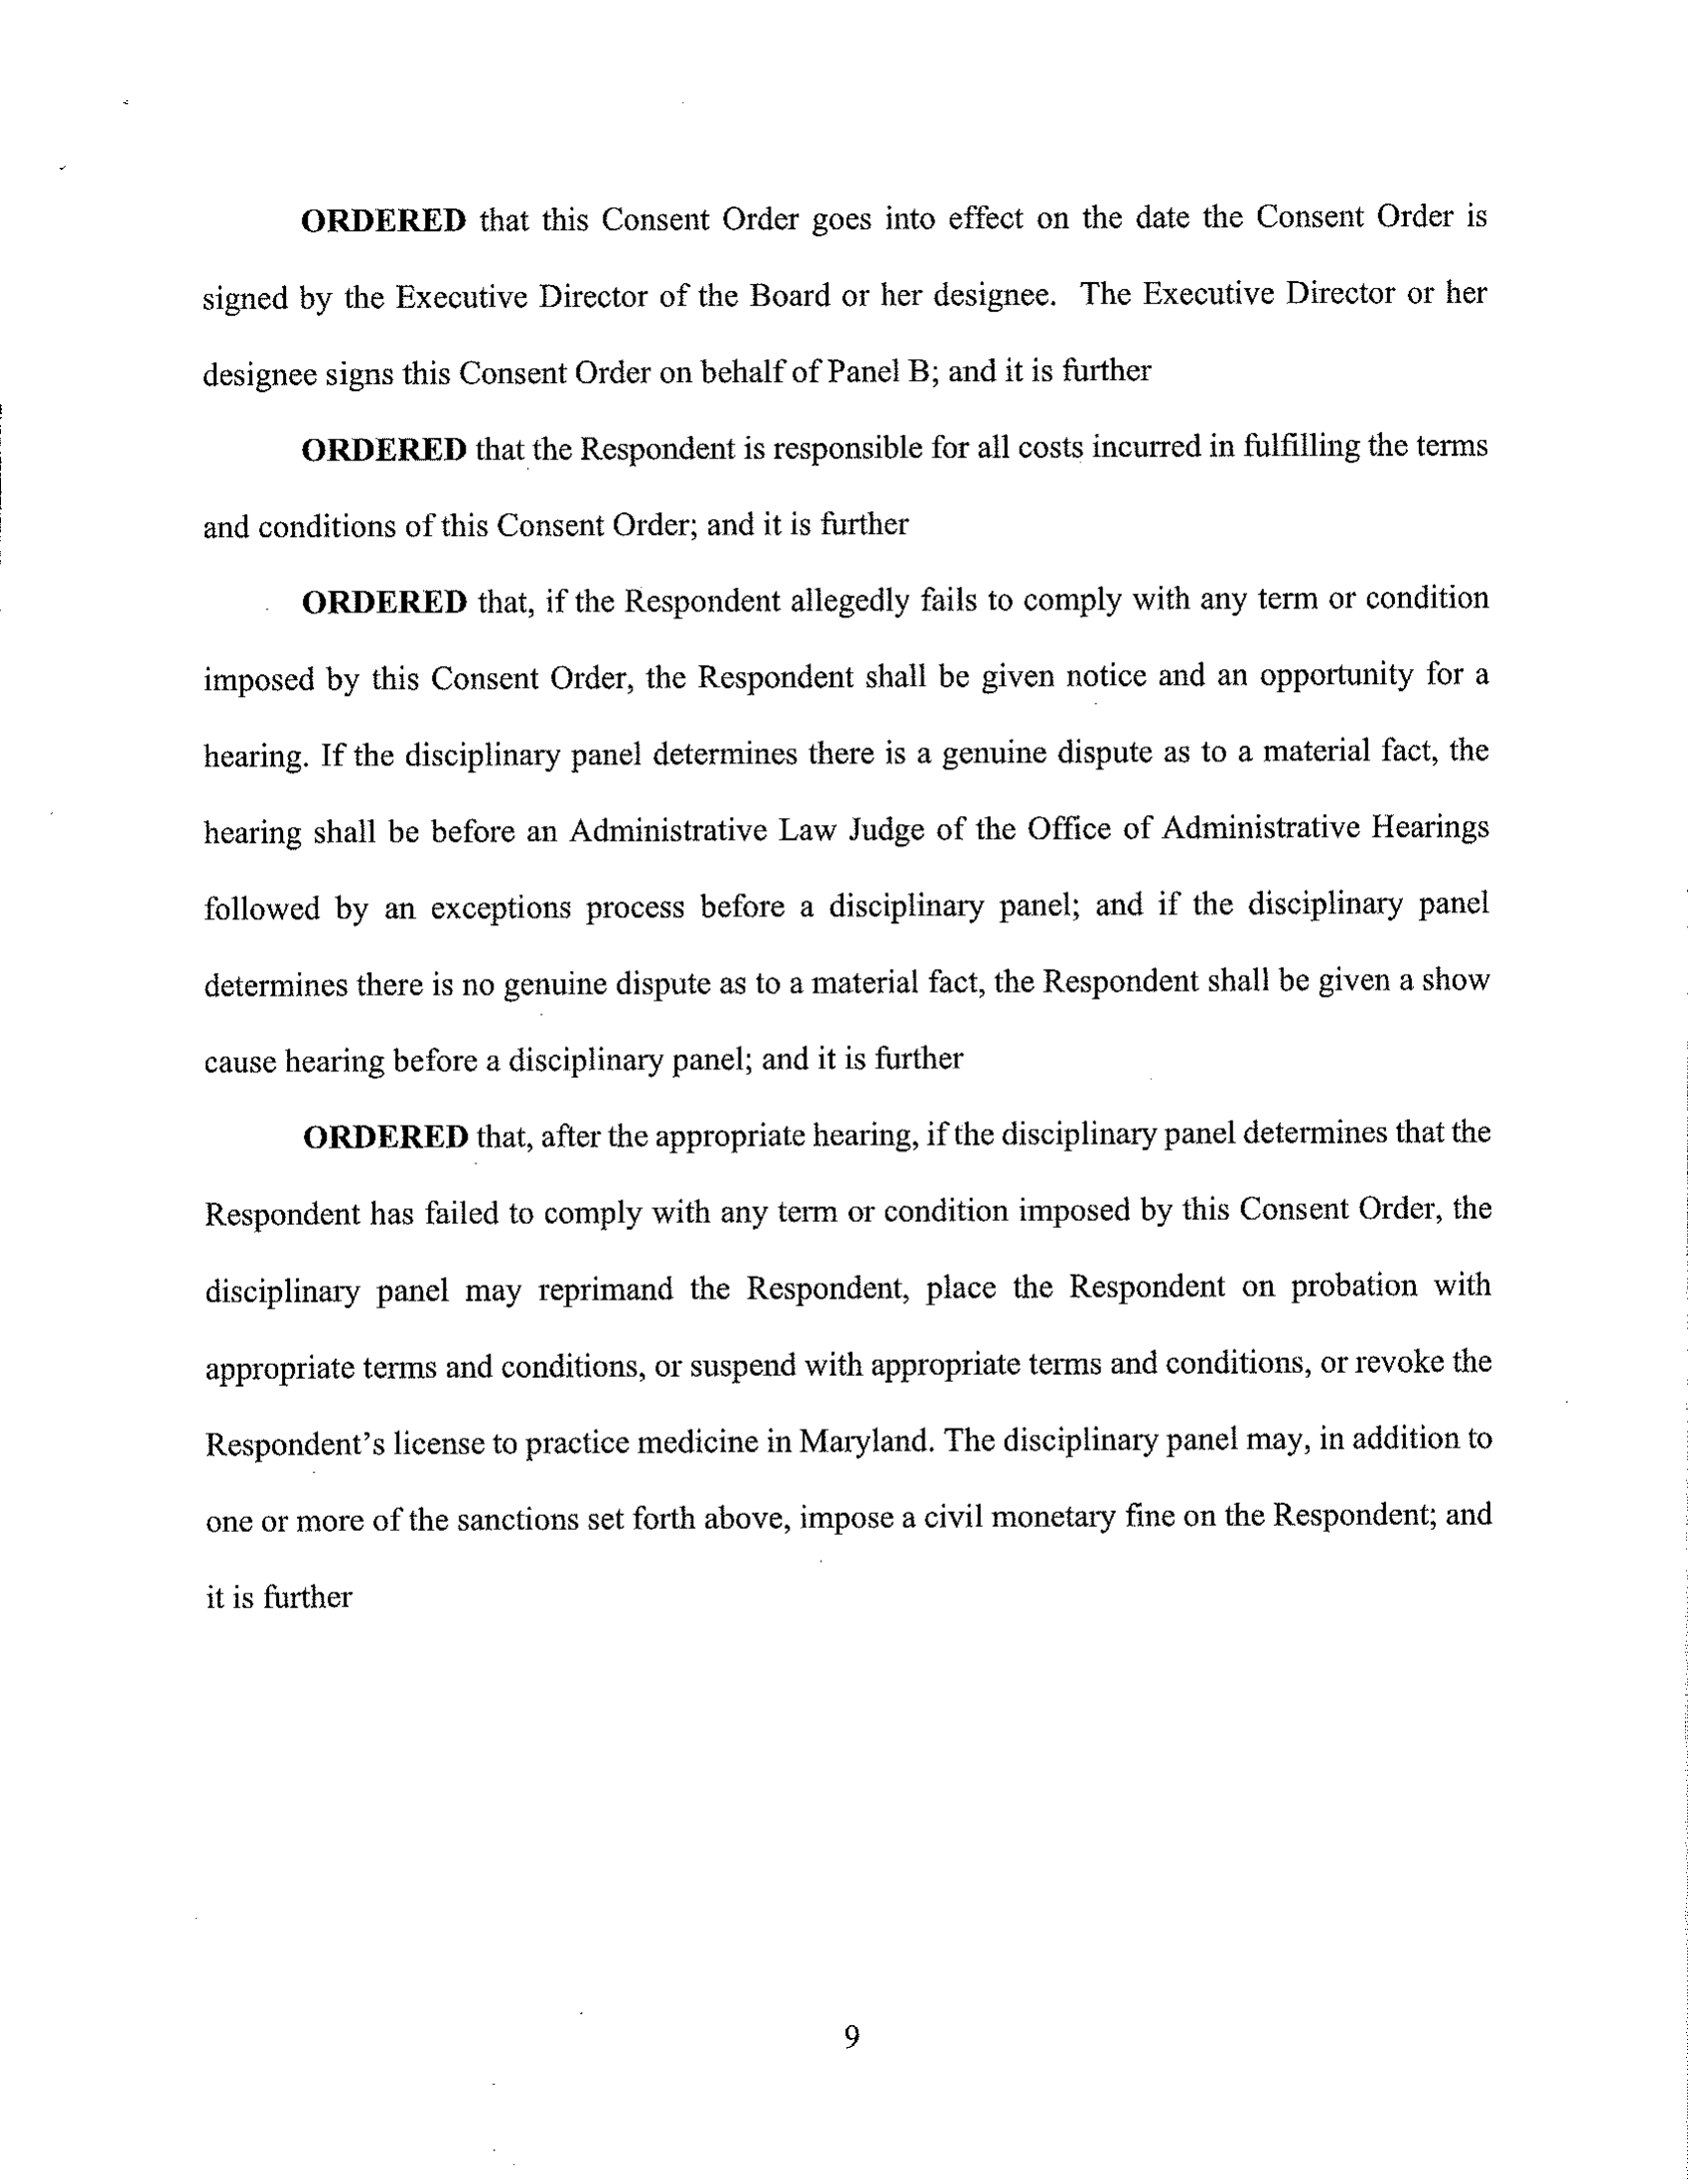 ORDERED that this Consent Order goes into effect on the date the Consent Order is
signed by the Executive Director of the Board or her designee. The Executive Director or her
designee signs this Consent Order on behalf of Panel B; and it is further
ORDERED that the Respondent is responsible for all costs incurred in fulfilling the terms
and conditions of this Consent Order; and it is further
ORDERED that, if the Respondent allegedly fails to comply with any term or condition
imposed by this Consent Order, the Respondent shall be given notice and an opportunity for a
hearing. If the disciplinary panel determines there is a genuine dispute as to a material fact, the
hearing shall be before an Administrative Law Judge of the Office of Administrative Hearings
followed by an exceptions process before a disciplinary panel; and if the disciplinary panel
determines there is no genuine dispute as to a material fact, the Respondent shall be given a show
cause hearing before a disciplinary panel; and it is further
ORDERED that, after the appropriate hearing, if the disciplinary panel determines that the
Respondent has failed to comply with any term or condition imposed by this Consent Order, the
disciplinary panel may reprimand the Respondent, place the Respondent on probation with
appropriate terms and conditions, or suspend with appropriate terms and conditions, or revoke the
Respondent's license to practice medicine in Maryland. The disciplinary panel may, in addition to
one or more of the sanctions set forth above, impose a civil monetary fine on the Respondent; and
it is further
9